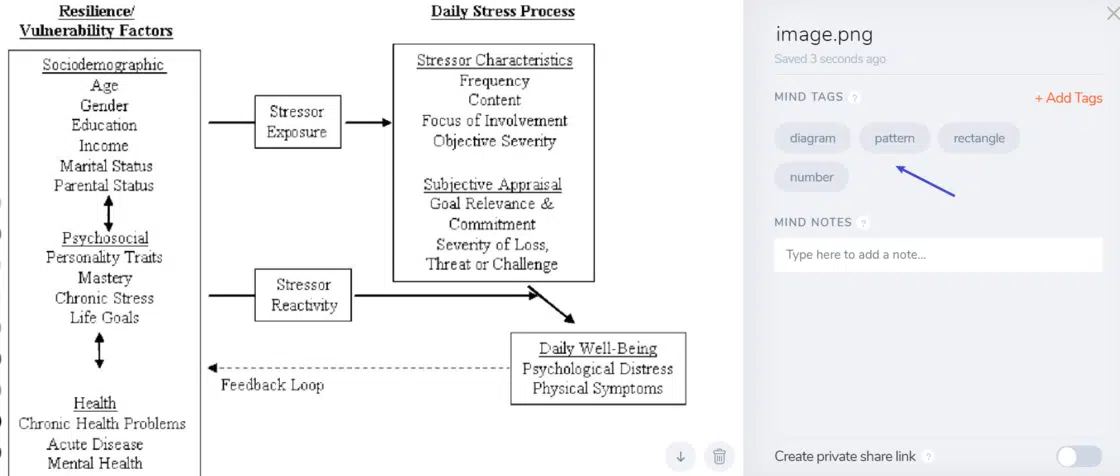 Resilience/
Vulnerability Factors
Sociodemographic
Age
Gender
Education
Income
Marital Status
Parental Status
Psychosocial
Personality Traits
Mastery
Chronic Stress
Life Goals
Health
Chronic Health Problems
Acute Disease
Mental Health
Stressor
Exposure
Stressor
Reactivity
Feedback Loop
Daily Stress Process
Stressor Characteristics
Frequency
Content
Focus of Involvement
Objective Severity
Subjective Appraisal
Goal Relevance &
Commitment
Severity of Loss,
Threat or Challenge
Daily Well-Being
Psychological Distress
Physical Symptoms
image.png
Saved 3 seconds ago
MIND TAGS ?
+ Add Tags
diagram pattern rectangle
number
MIND NOTES ?
Type here to add a note...
Create private share link ?